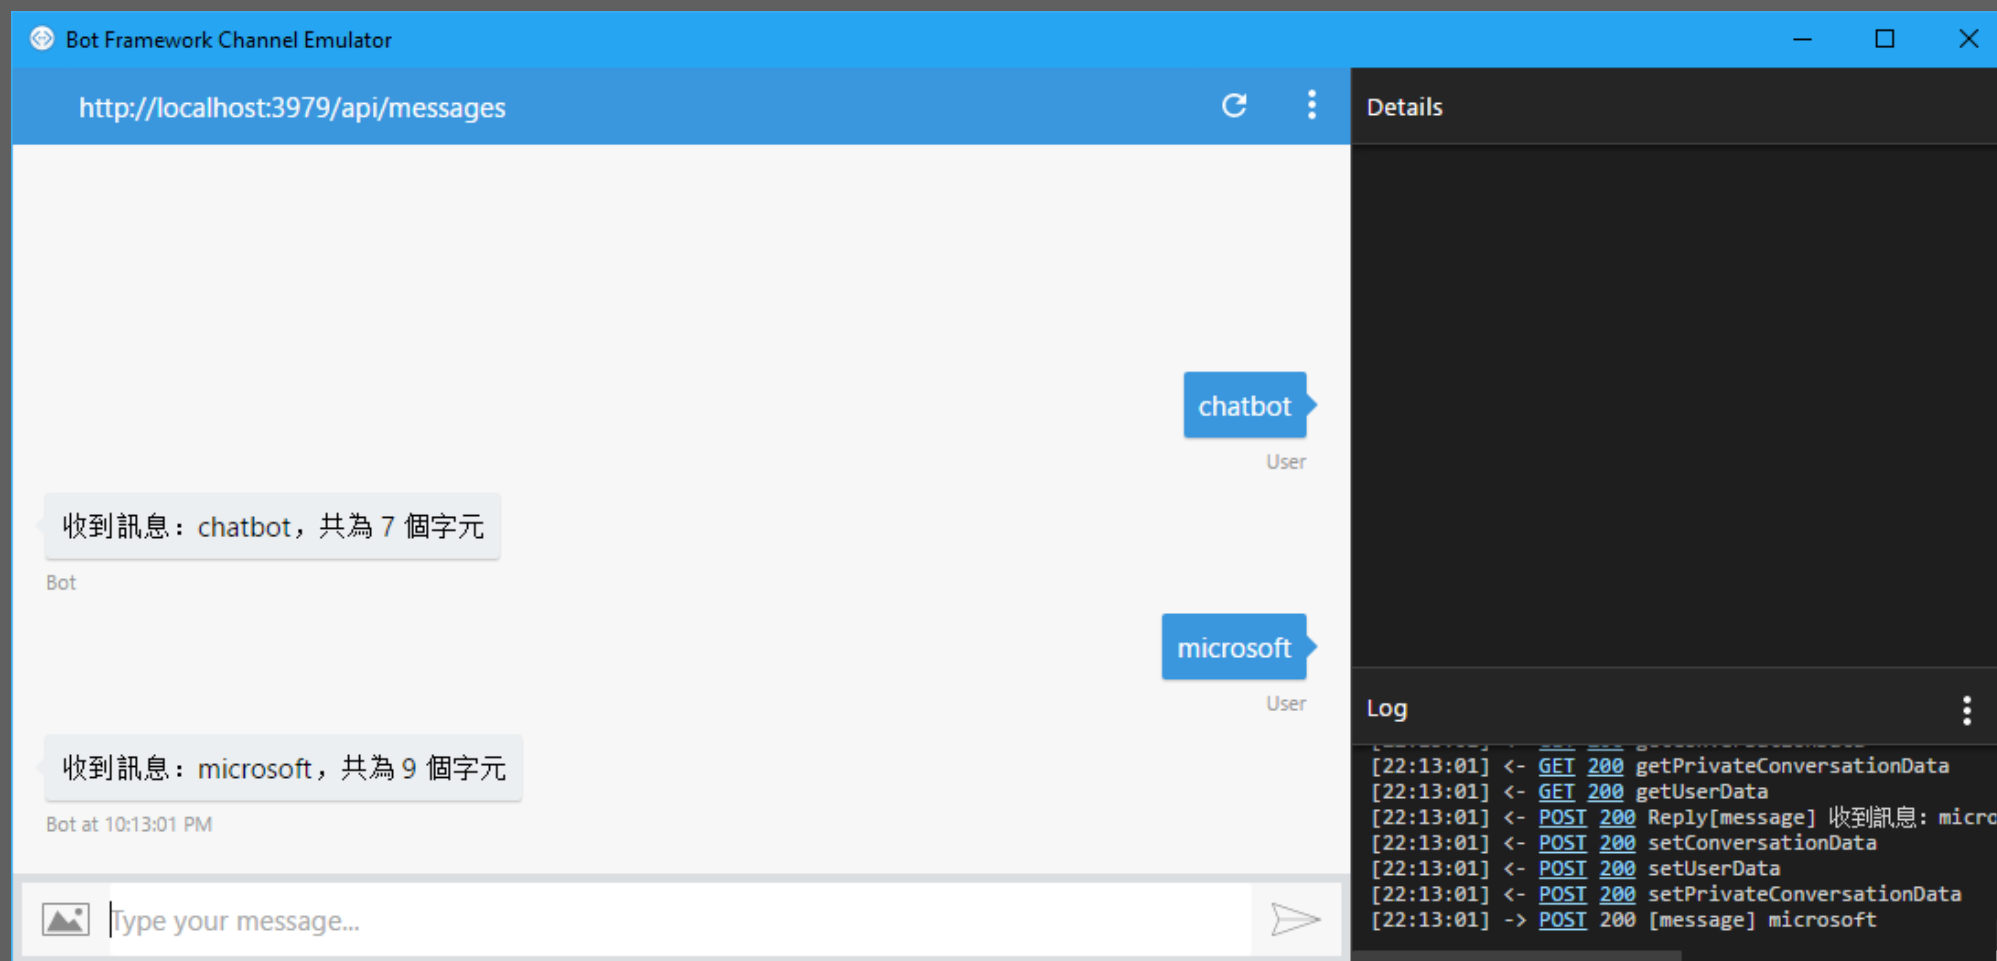 Bot Framework Channel Emulator
http://localhost:3979/api/messages
Details
chatbot
User
收到訊息：chatbot，共為 7 個字元
Bot
microsoft
User
收到訊息：microsoft，共為 9 個字元
Bot at 10:13:01 PM
Type your message...
Log
[22:13:01] <- GET 200 getPrivateConversationData
[22:13:01] <- GET 200 getUserData
[22:13:01] <- POST 200 Reply[message] 收到訊息：micro
[22:13:01] <- POST 200 setConversationData
[22:13:01] <- POST 200 setUserData
[22:13:01] <- POST 200 setPrivateConversationData
[22:13:01] -> POST 200 [message] microsoft